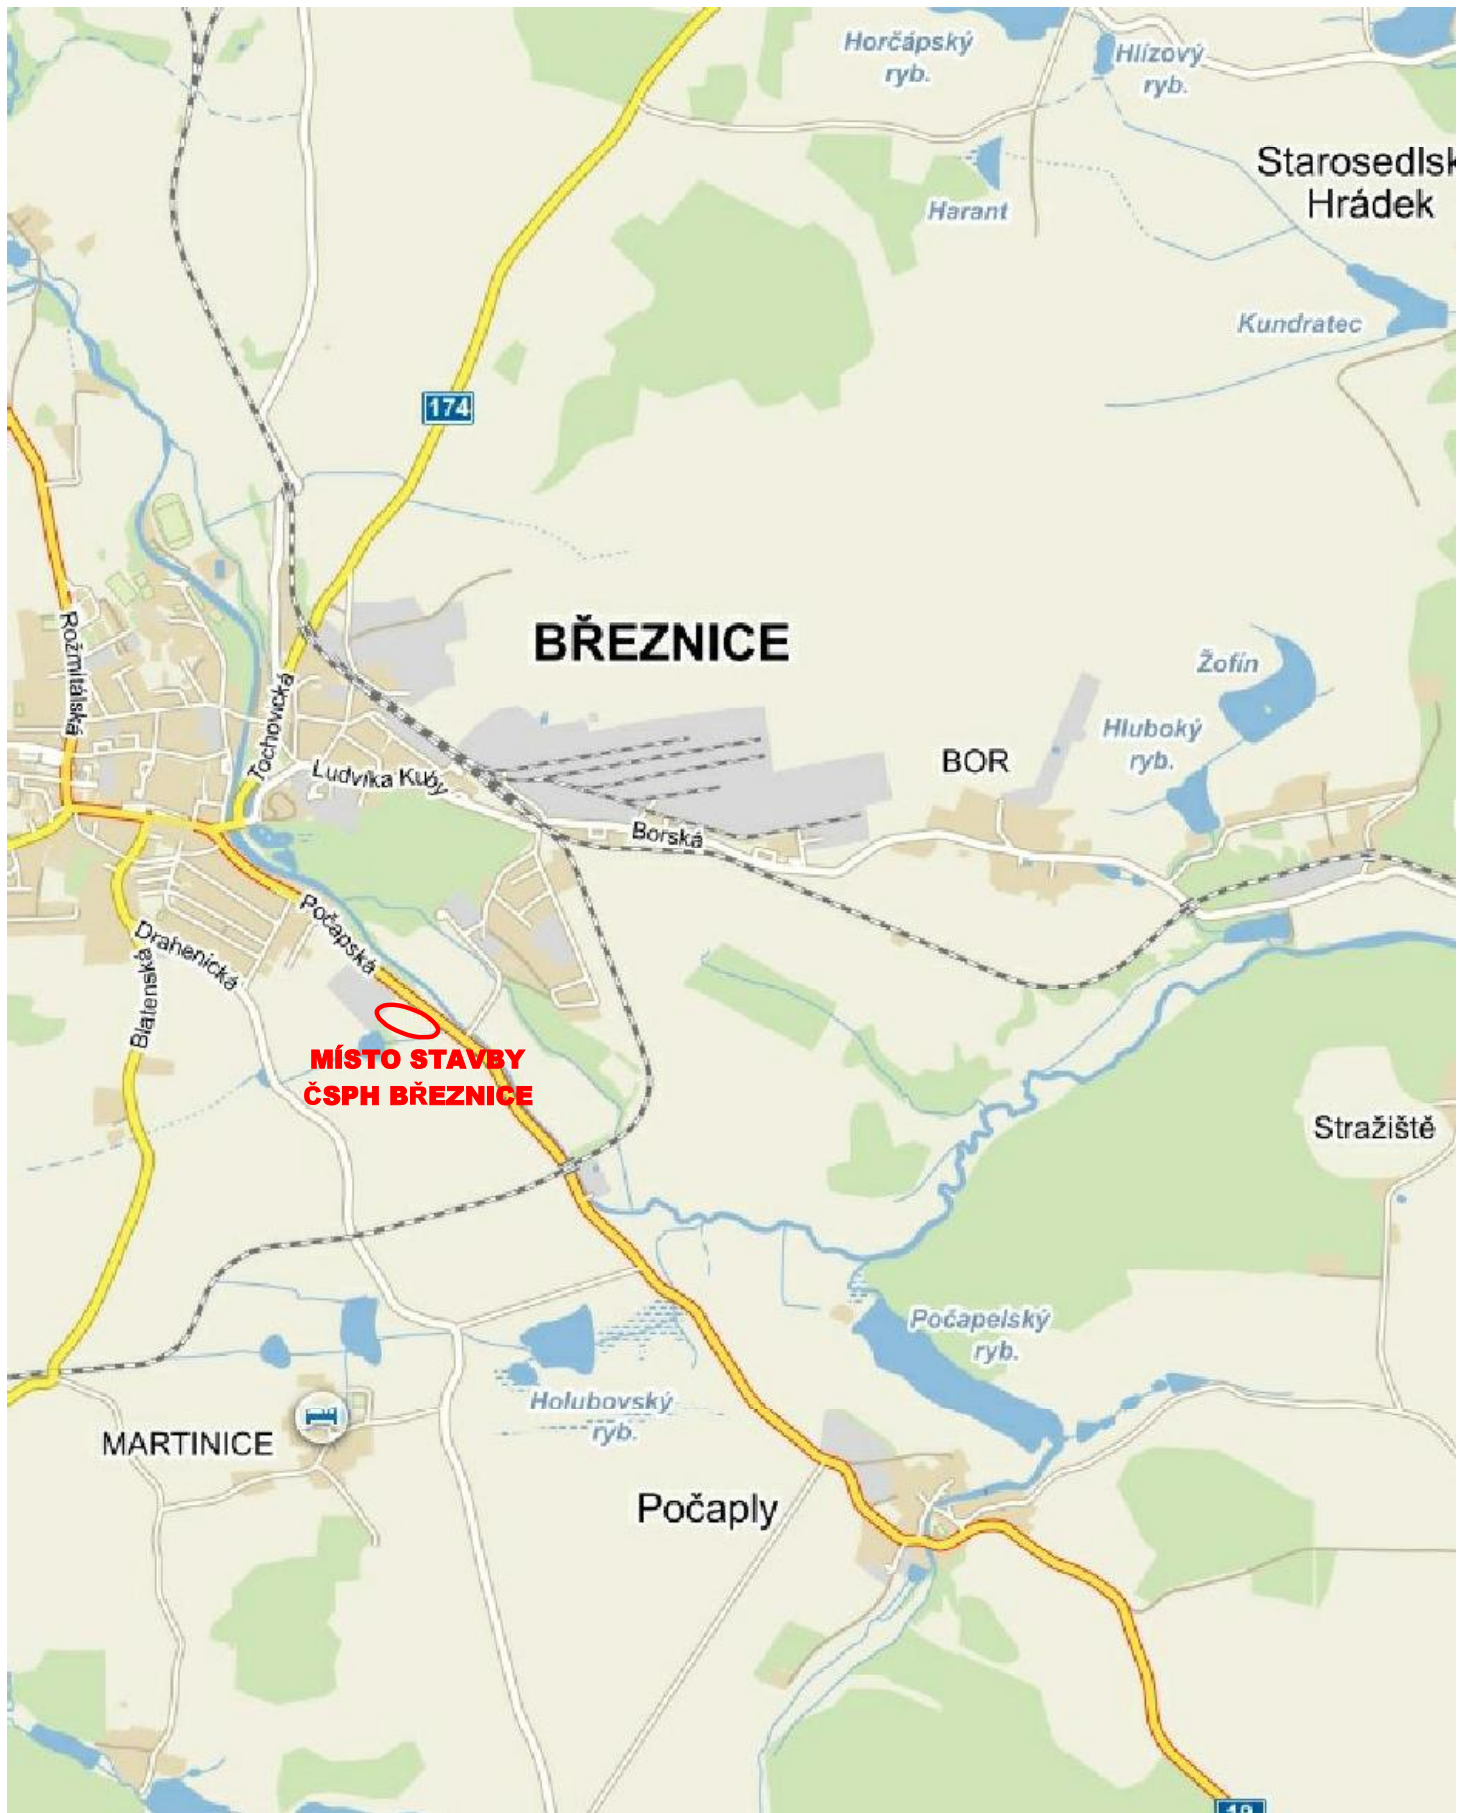 Horčápský
ryb.
Hlízový
ryb.
Starosedlsk
Hrádek
Harant
Kundratec
174
BŘEZNICE
Rožmitálská
Žofín
Tochovická
Hluboký
ryb.
BOR
Ludvíka Kuby
Borská
Počapská
Drahenická
Blatenská
MÍSTO STAVBY
ČSPH BŘEZNICE
Stražiště
Počapelský
ryb.
Holubovský
ryb.
MARTINICE
Počaply
19